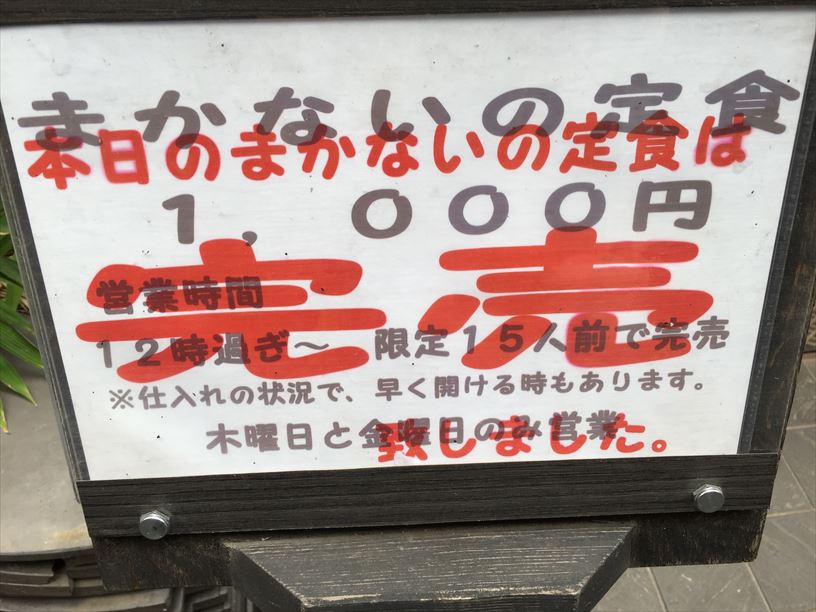 まかないの定食
本日のまかないの定食は
１，０００円
完売
営業時間
１２時過ぎ～ 限定１５人前で完売
※仕入れの状況で、早く開ける時もあります。
木曜日と金曜日のみ営業
致しました。